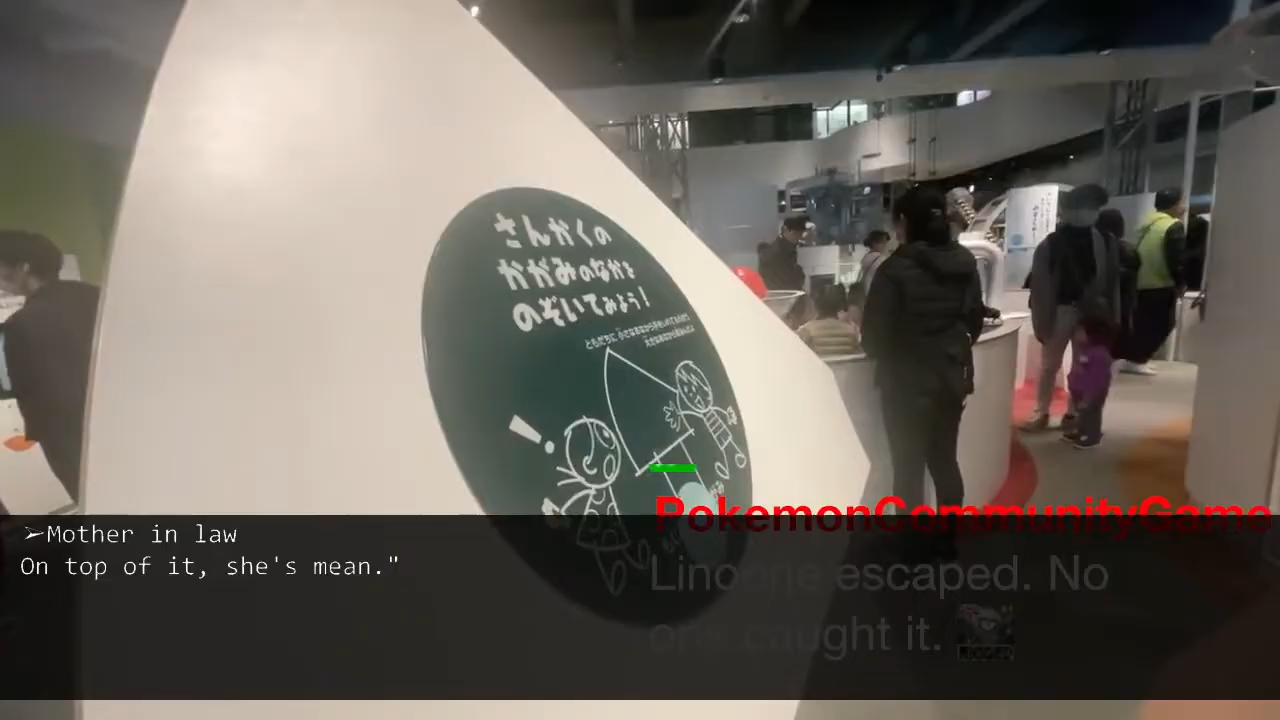 さんかくの
かがみのなかを
のぞいてみよう！
➢Mother in law
On top of it, she's mean."
PokemonCommunityGame
Linoone escaped. No
one caught it.